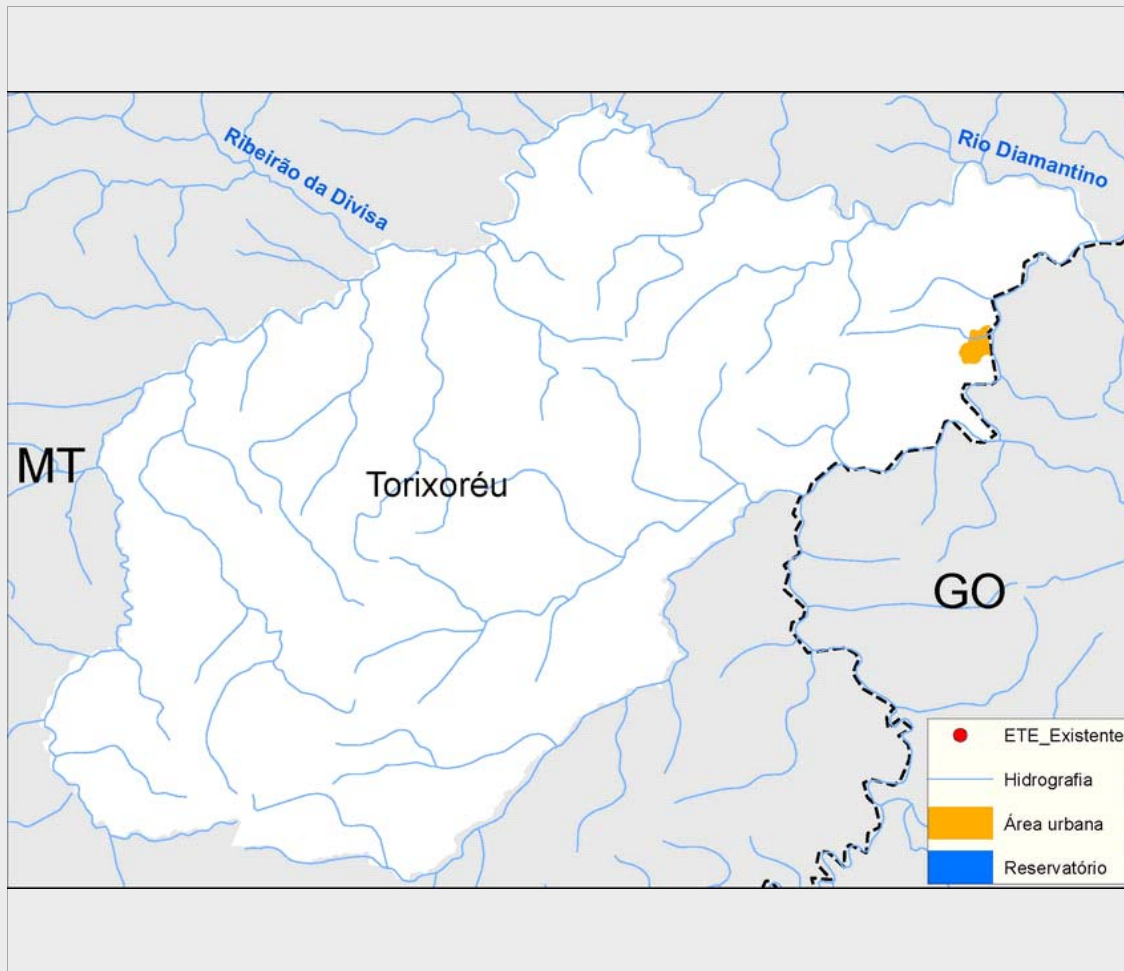 Ribeirão da Divisa
Rio Diamantino
MT
Torixoréu
GO
ETE_Existente
Hidrografia
Área urbana
Reservatório